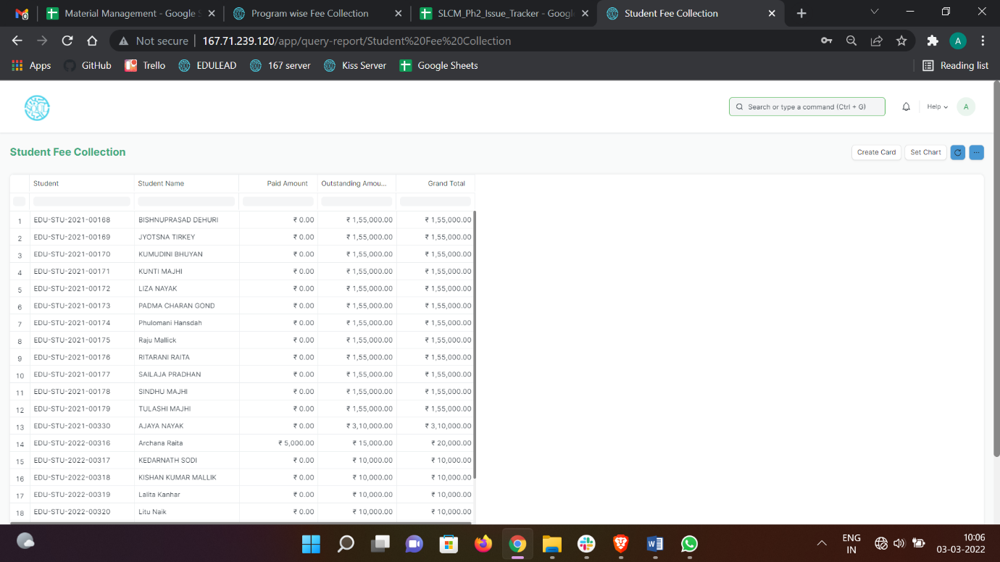 Material Management - Google S
Program wise Fee Collection
SLCM_Ph2_Issue_Tracker - Googl
Student Fee Collection
Not secure | 167.71.239.120/app/query-report/Student%20Fee%20Collection
A
Apps GitHub Trello EDULEAD 167 server Kiss Server Google Sheets Reading list
SOUL
Search or type a command (Ctrl + G) Help A
Student Fee Collection
Create Card Set Chart ...
Student Student Name Paid Amount Outstanding Amou... Grand Total
1 EDU-STU-2021-00168 BISHNUPRASAD DEHURI ₹ 0.00 ₹ 1,55,000.00 ₹ 1,55,000.00
2 EDU-STU-2021-00169 JYOTSNA TIRKEY ₹ 0.00 ₹ 1,55,000.00 ₹ 1,55,000.00
3 EDU-STU-2021-00170 KUMUDINI BHUYAN ₹ 0.00 ₹ 1,55,000.00 ₹ 1,55,000.00
4 EDU-STU-2021-00171 KUNTI MAJHI ₹ 0.00 ₹ 1,55,000.00 ₹ 1,55,000.00
5 EDU-STU-2021-00172 LIZA NAYAK ₹ 0.00 ₹ 1,55,000.00 ₹ 1,55,000.00
6 EDU-STU-2021-00173 PADMA CHARAN GOND ₹ 0.00 ₹ 1,55,000.00 ₹ 1,55,000.00
7 EDU-STU-2021-00174 Phulomani Hansdah ₹ 0.00 ₹ 1,55,000.00 ₹ 1,55,000.00
8 EDU-STU-2021-00175 Raju Mallick ₹ 0.00 ₹ 1,55,000.00 ₹ 1,55,000.00
9 EDU-STU-2021-00176 RITARANI RAITA ₹ 0.00 ₹ 1,55,000.00 ₹ 1,55,000.00
10 EDU-STU-2021-00177 SAILAJA PRADHAN ₹ 0.00 ₹ 1,55,000.00 ₹ 1,55,000.00
11 EDU-STU-2021-00178 SINDHU MAJHI ₹ 0.00 ₹ 1,55,000.00 ₹ 1,55,000.00
12 EDU-STU-2021-00179 TULASHI MAJHI ₹ 0.00 ₹ 1,55,000.00 ₹ 1,55,000.00
13 EDU-STU-2021-00330 AJAYA NAYAK ₹ 0.00 ₹ 3,10,000.00 ₹ 3,10,000.00
14 EDU-STU-2022-00316 Archana Raita ₹ 5,000.00 ₹ 15,000.00 ₹ 20,000.00
15 EDU-STU-2022-00317 KEDARNATH SODI ₹ 0.00 ₹ 10,000.00 ₹ 10,000.00
16 EDU-STU-2022-00318 KISHAN KUMAR MALLIK ₹ 0.00 ₹ 10,000.00 ₹ 10,000.00
17 EDU-STU-2022-00319 Lalita Kanhar ₹ 0.00 ₹ 10,000.00 ₹ 10,000.00
18 EDU-STU-2022-00320 Litu Naik ₹ 0.00 ₹ 10,000.00 ₹ 10,000.00
ENG 10:06
IN 03-03-2022